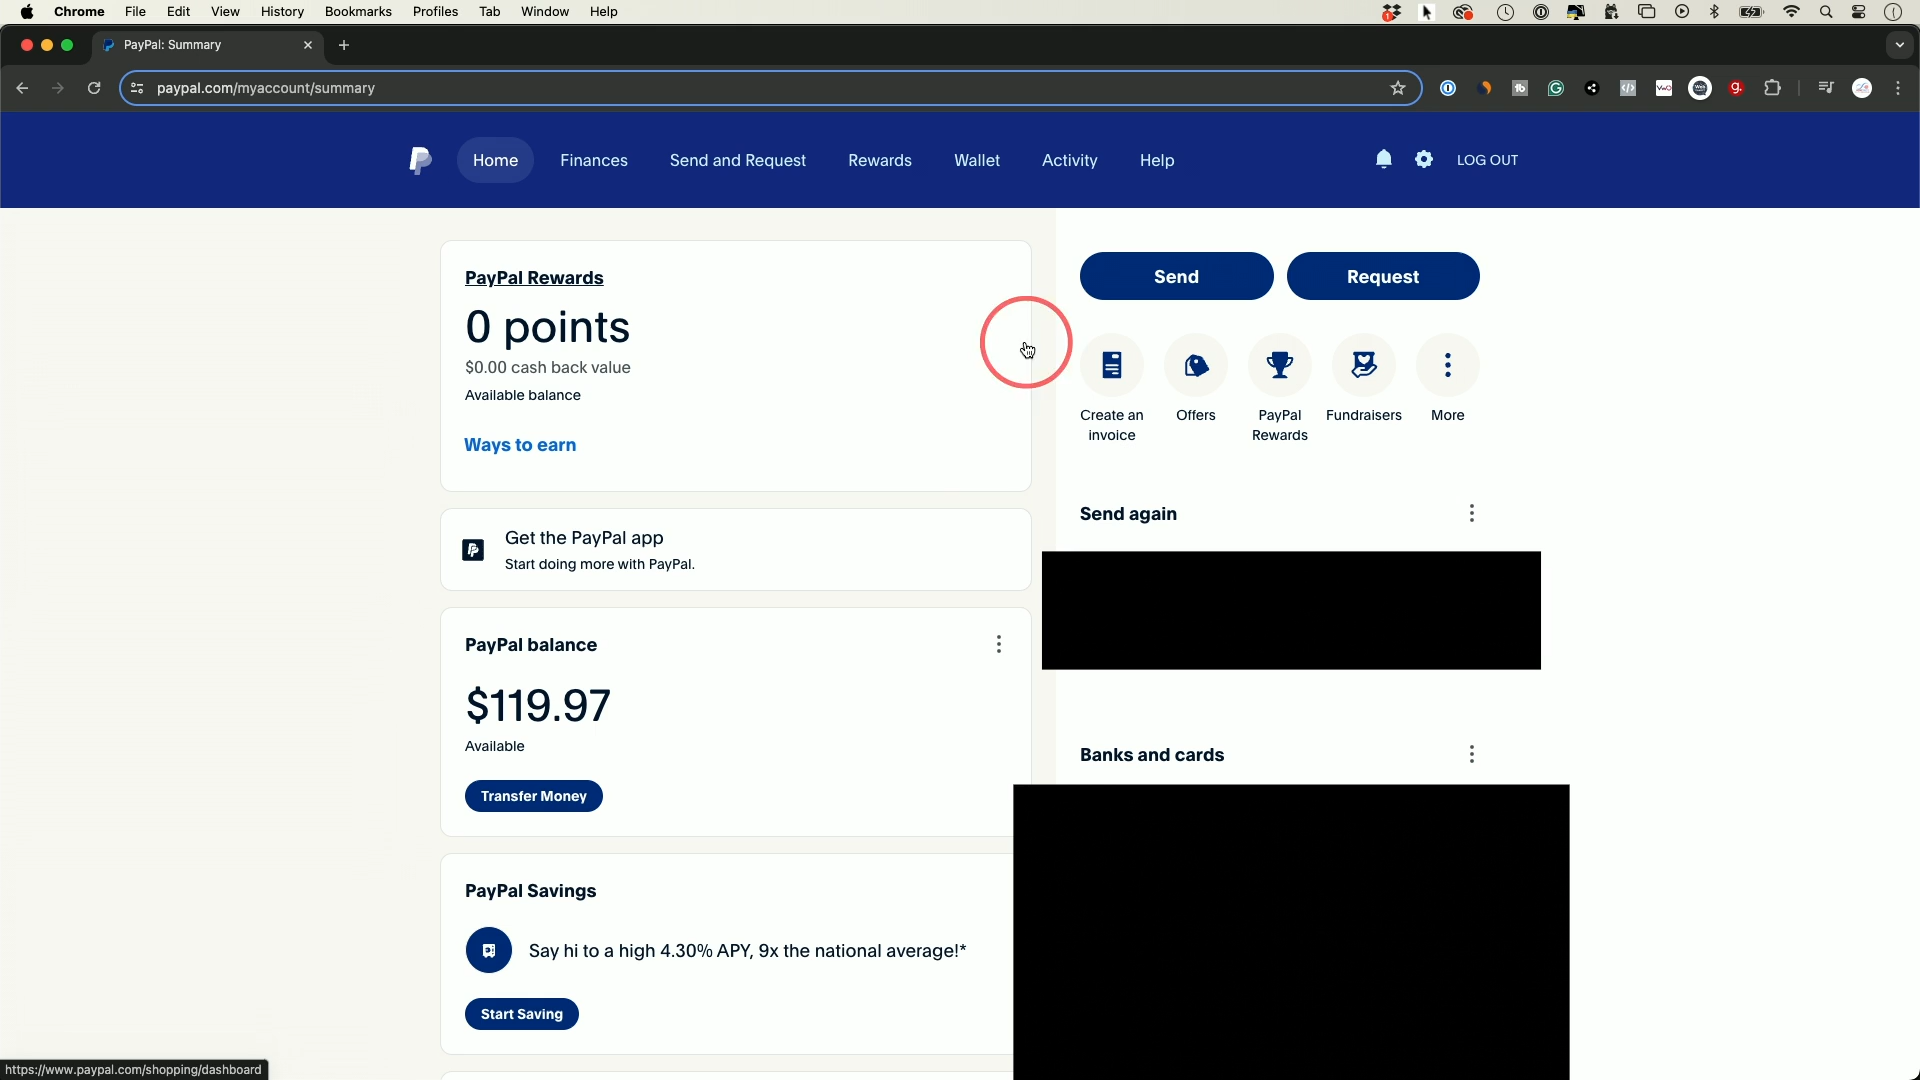 Chrome File Edit View History Bookmarks Profiles Tab Window Help
PayPal: Summary
paypal.com/myaccount/summary
Home Finances Send and Request Rewards Wallet Activity Help LOG OUT
PayPal Rewards
0 points
$0.00 cash back value
Available balance
Ways to earn
Get the PayPal app
Start doing more with PayPal.
PayPal balance
$119.97
Available
Transfer Money
PayPal Savings
Say hi to a high 4.30% APY, 9x the national average!*
Start Saving
Send Request
Create an
invoice
Offers
PayPal
Rewards
Fundraisers
More
Send again
Banks and cards
https://www.paypal.com/shopping/dashboard